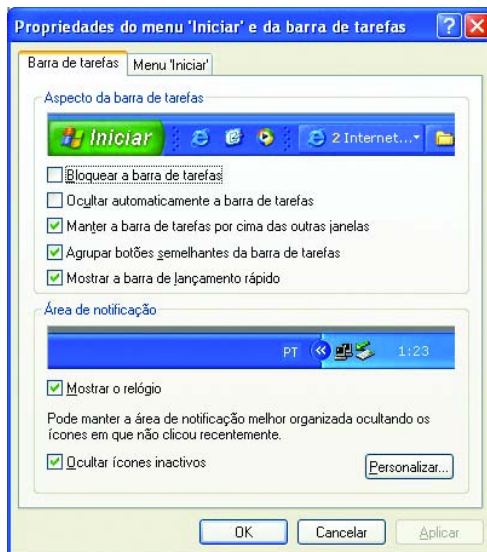 Propriedades do menu 'Iniciar' e da barra de tarefas
Barra de tarefas
Menu 'Iniciar'
Aspecto da barra de tarefas
Iniciar
2 Internet...
Bloquear a barra de tarefas
Ocultar automaticamente a barra de tarefas
Manter a barra de tarefas por cima das outras janelas
Agrupar botões semelhantes da barra de tarefas
Mostrar a barra de lançamento rápido
Área de notificação
PT
1:23
Mostrar o relógio
Pode manter a área de notificação melhor organizada ocultando os
ícones em que não clicou recentemente.
Ocultar ícones inactivos
Personalizar...
OK
Cancelar
Aplicar